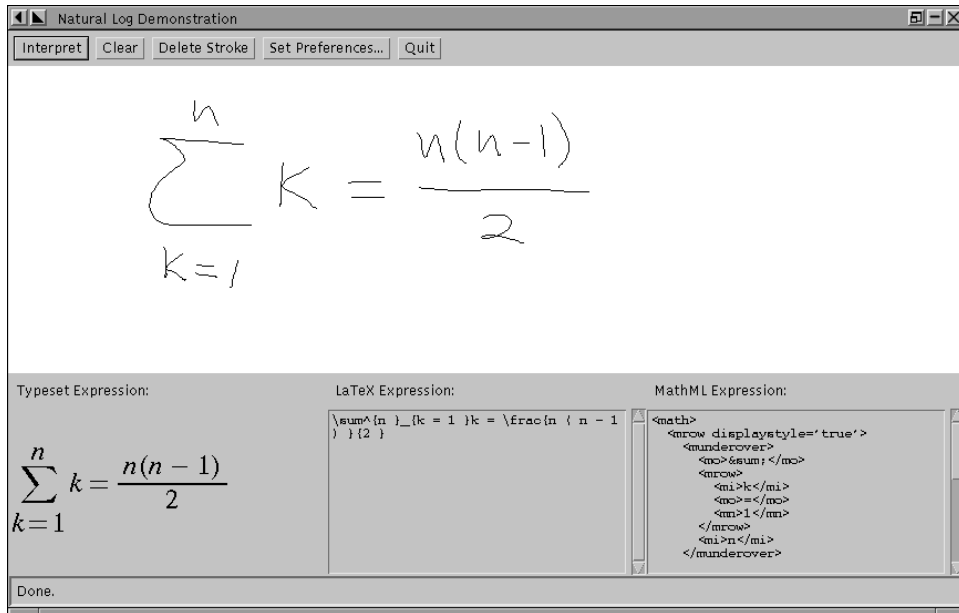 Natural Log Demonstration
Interpret Clear Delete Stroke Set Preferences... Quit
n
∑ K = n(n-1)
2
K=1
Typeset Expression:
n
∑ k = n(n − 1)
2
k=1
LaTeX Expression:
\sum^{n }_{k = 1 }k = \frac{n ( n - 1
) }{2 }
MathML Expression:
<math>
<mrow displaystyle='true'>
<munderover>
<mo>&sum;</mo>
<mrow>
<mi>k</mi>
<mo>=</mo>
<mn>1</mn>
</mrow>
<mi>n</mi>
</munderover>
Done.